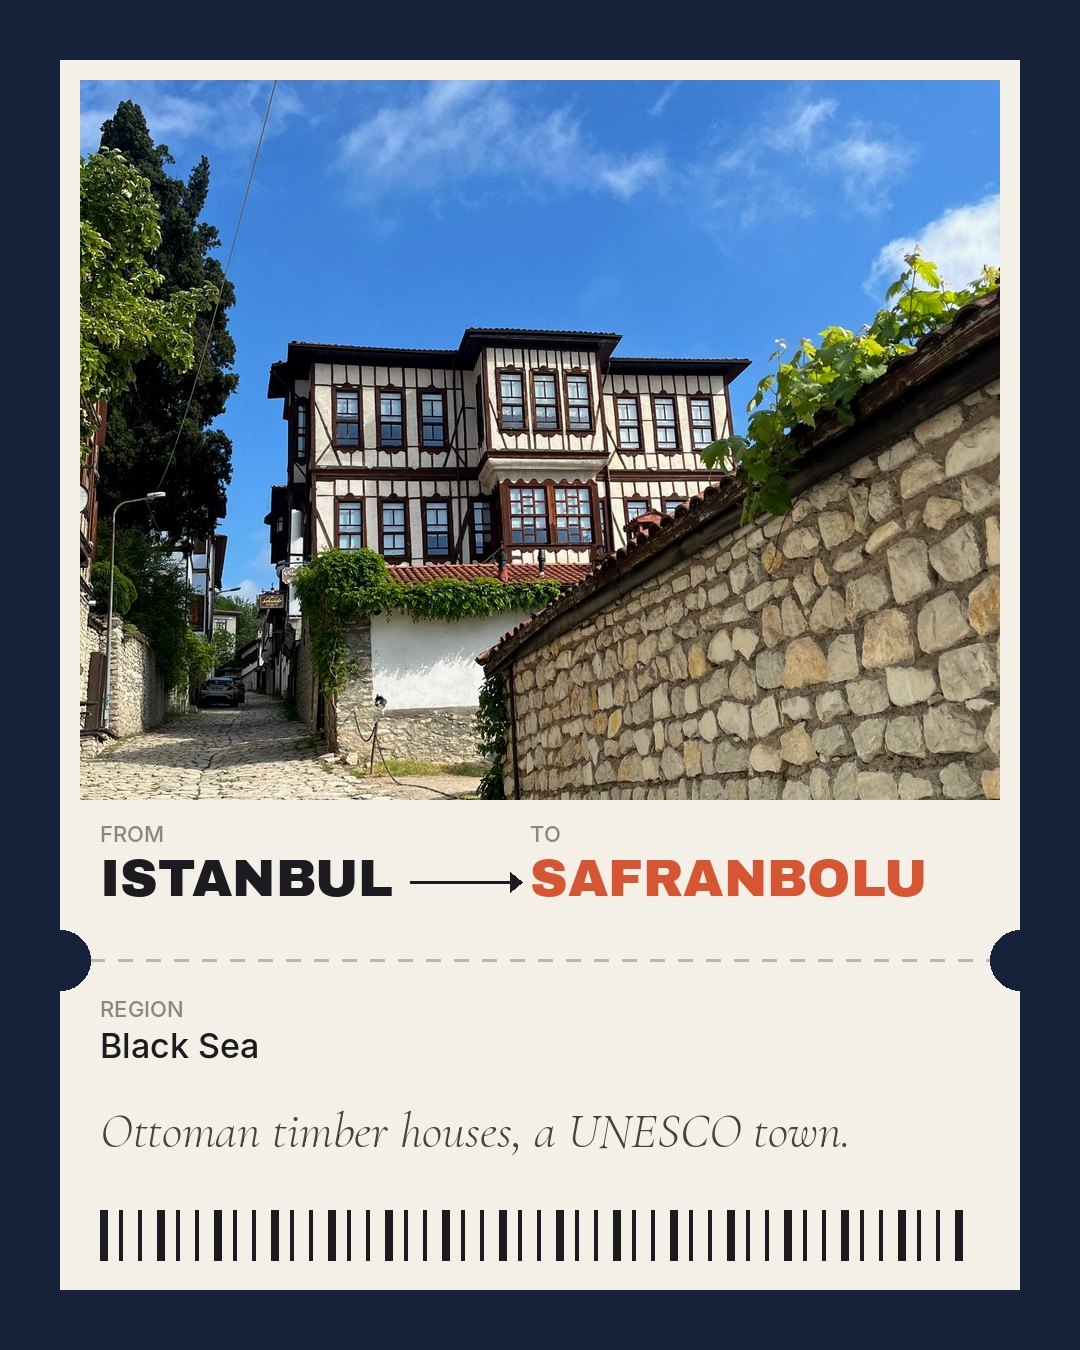 FROM
TO
ISTANBUL
SAFRANBOLU
REGION
Black Sea
Ottoman timber houses, a UNESCO town.